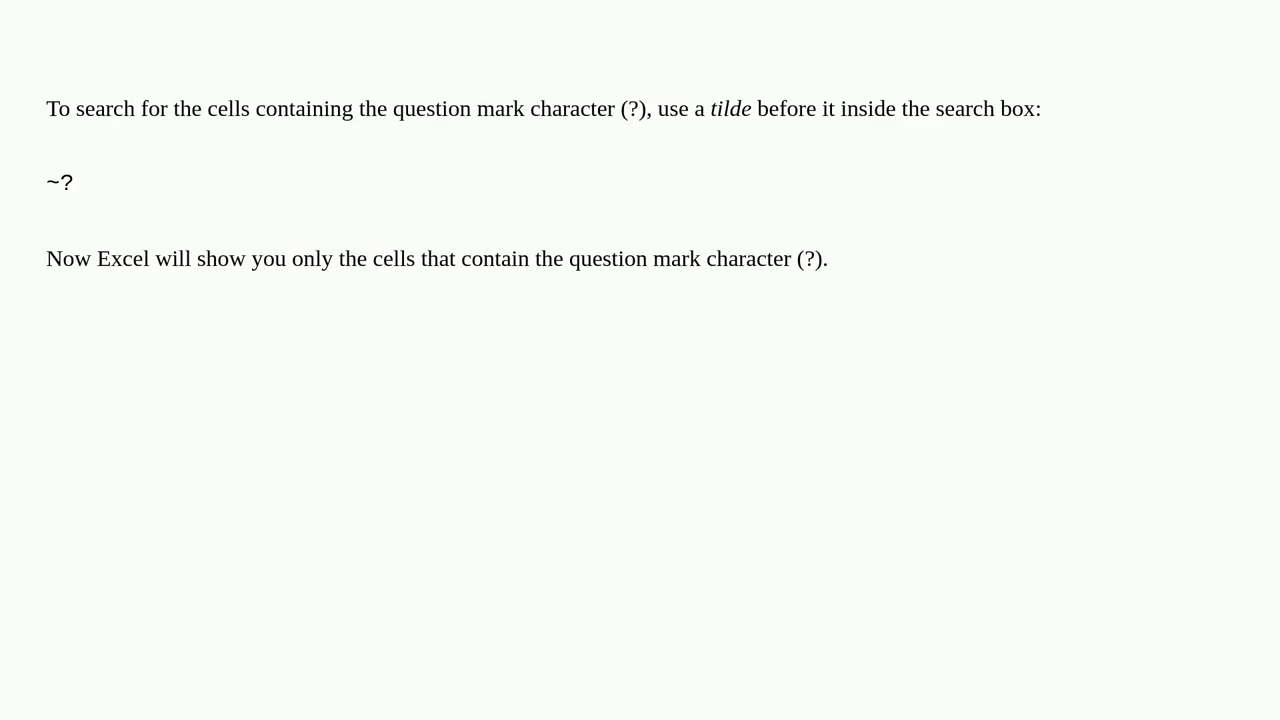 To search for the cells containing the question mark character (?), use a tilde before it inside the search box:
~?
Now Excel will show you only the cells that contain the question mark character (?).